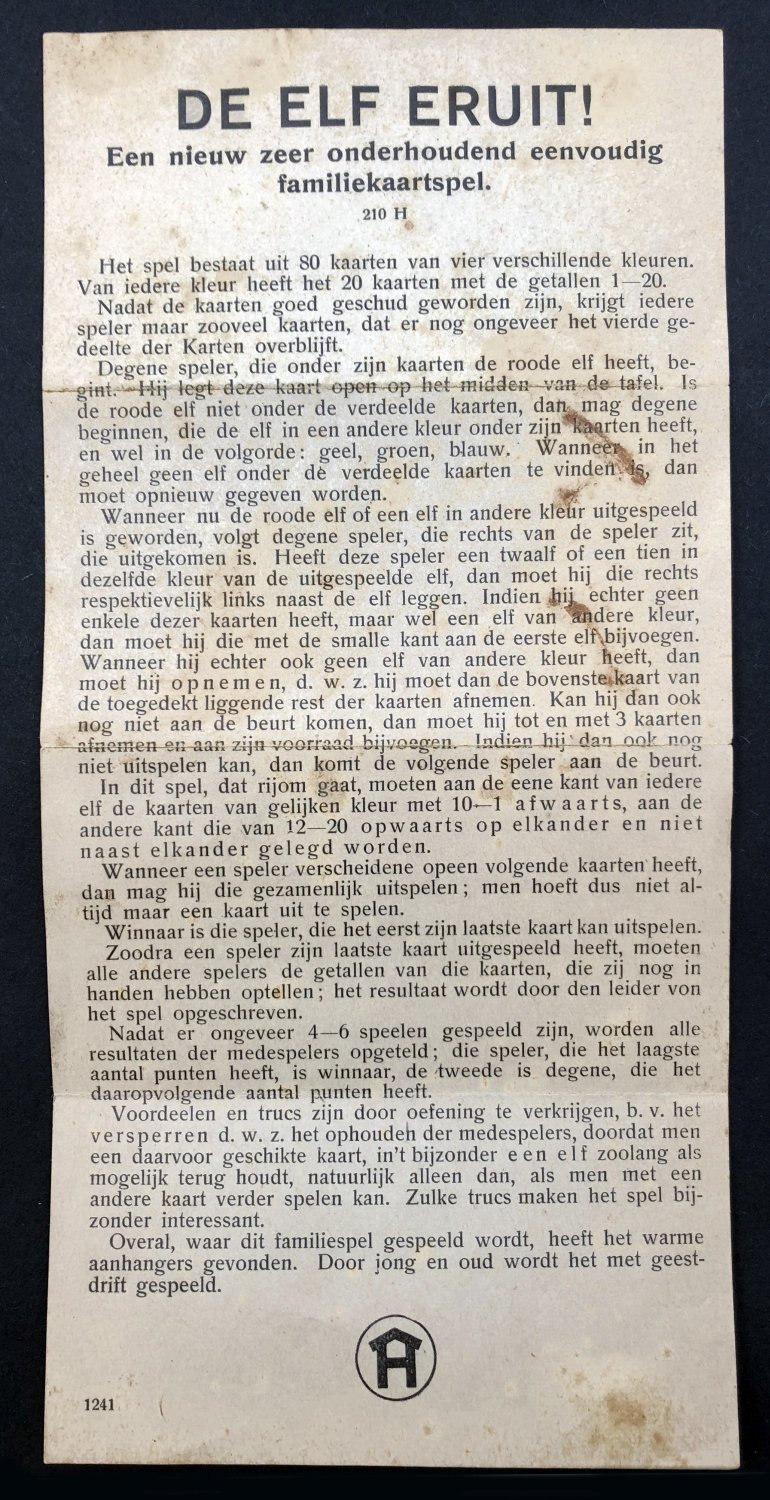 DE ELF ERUIT!
Een nieuw zeer onderhoudend eenvoudig
familiekaartspel.
210 H
Het spel bestaat uit 80 kaarten van vier verschillende kleuren.
Van iedere kleur heeft het 20 kaarten met de getallen 1—20.
Nadat de kaarten goed geschud geworden zijn, krijgt iedere
speler maar zooveel kaarten, dat er nog ongeveer het vierde ge-
deelte der Karten overblijft.
Degene speler, die onder zijn kaarten de roode elf heeft, be-
gint. Hij legt deze kaart open op het midden van de tafel. Is
de roode elf niet onder de verdeelde kaarten, dan mag degene
beginnen, die de elf in een andere kleur onder zijn kaarten heeft,
en wel in de volgorde: geel, groen, blauw. Wanneer in het
geheel geen elf onder de verdeelde kaarten te vinden is, dan
moet opnieuw gegeven worden.
Wanneer nu de roode elf of een elf in andere kleur uitgespeeld
is geworden, volgt degene speler, die rechts van de speler zit,
die uitgekomen is. Heeft deze speler een twaalf of een tien in
dezelfde kleur van de uitgespeelde elf, dan moet hij die rechts
respektievelijk links naast de elf leggen. Indien hij echter geen
enkele dezer kaarten heeft, maar wel een elf van andere kleur,
dan moet hij die met de smalle kant aan de eerste elf bijvoegen.
Wanneer hij echter ook geen elf van andere kleur heeft, dan
moet hij opnemen, d. w. z. hij moet dan de bovenste kaart van
de toegedekt liggende rest der kaarten afnemen. Kan hij dan ook
nog niet aan de beurt komen, dan moet hij tot en met 3 kaarten
afnemen en aan zijn voorraad bijvoegen. Indien hij dan ook nog
niet uitspelen kan, dan komt de volgende speler aan de beurt.
In dit spel, dat rijom gaat, moeten aan de eene kant van iedere
elf de kaarten van gelijken kleur met 10—1 afwaarts, aan de
andere kant die van 12—20 opwaarts op elkander en niet
naast elkander gelegd worden.
Wanneer een speler verscheidene opeen volgende kaarten heeft,
dan mag hij die gezamenlijk uitspelen; men hoeft dus niet al-
tijd maar een kaart uit te spelen.
Winnaar is die speler, die het eerst zijn laatste kaart kan uitspelen.
Zoodra een speler zijn laatste kaart uitgespeeld heeft, moeten
alle andere spelers de getallen van die kaarten, die zij nog in
handen hebben optellen; het resultaat wordt door den leider von
het spel opgeschreven.
Nadat er ongeveer 4—6 speelen gespeeld zijn, worden alle
resultaten der medespelers opgeteld; die speler, die het laagste
aantal punten heeft, is winnaar, de tweede is degene, die het
daaropvolgende aantal punten heeft.
Voordeelen en trucs zijn door oefening te verkrijgen, b. v. het
versperren d. w. z. het ophouden der medespelers, doordat men
een daarvoor geschikte kaart, in't bijzonder een elf zoolang als
mogelijk terug houdt, natuurlijk alleen dan, als men met een
andere kaart verder spelen kan. Zulke trucs maken het spel bij-
zonder interessant.
Overal, waar dit familiespel gespeeld wordt, heeft het warme
aanhangers gevonden. Door jong en oud wordt het met geest-
drift gespeeld.
H
1241